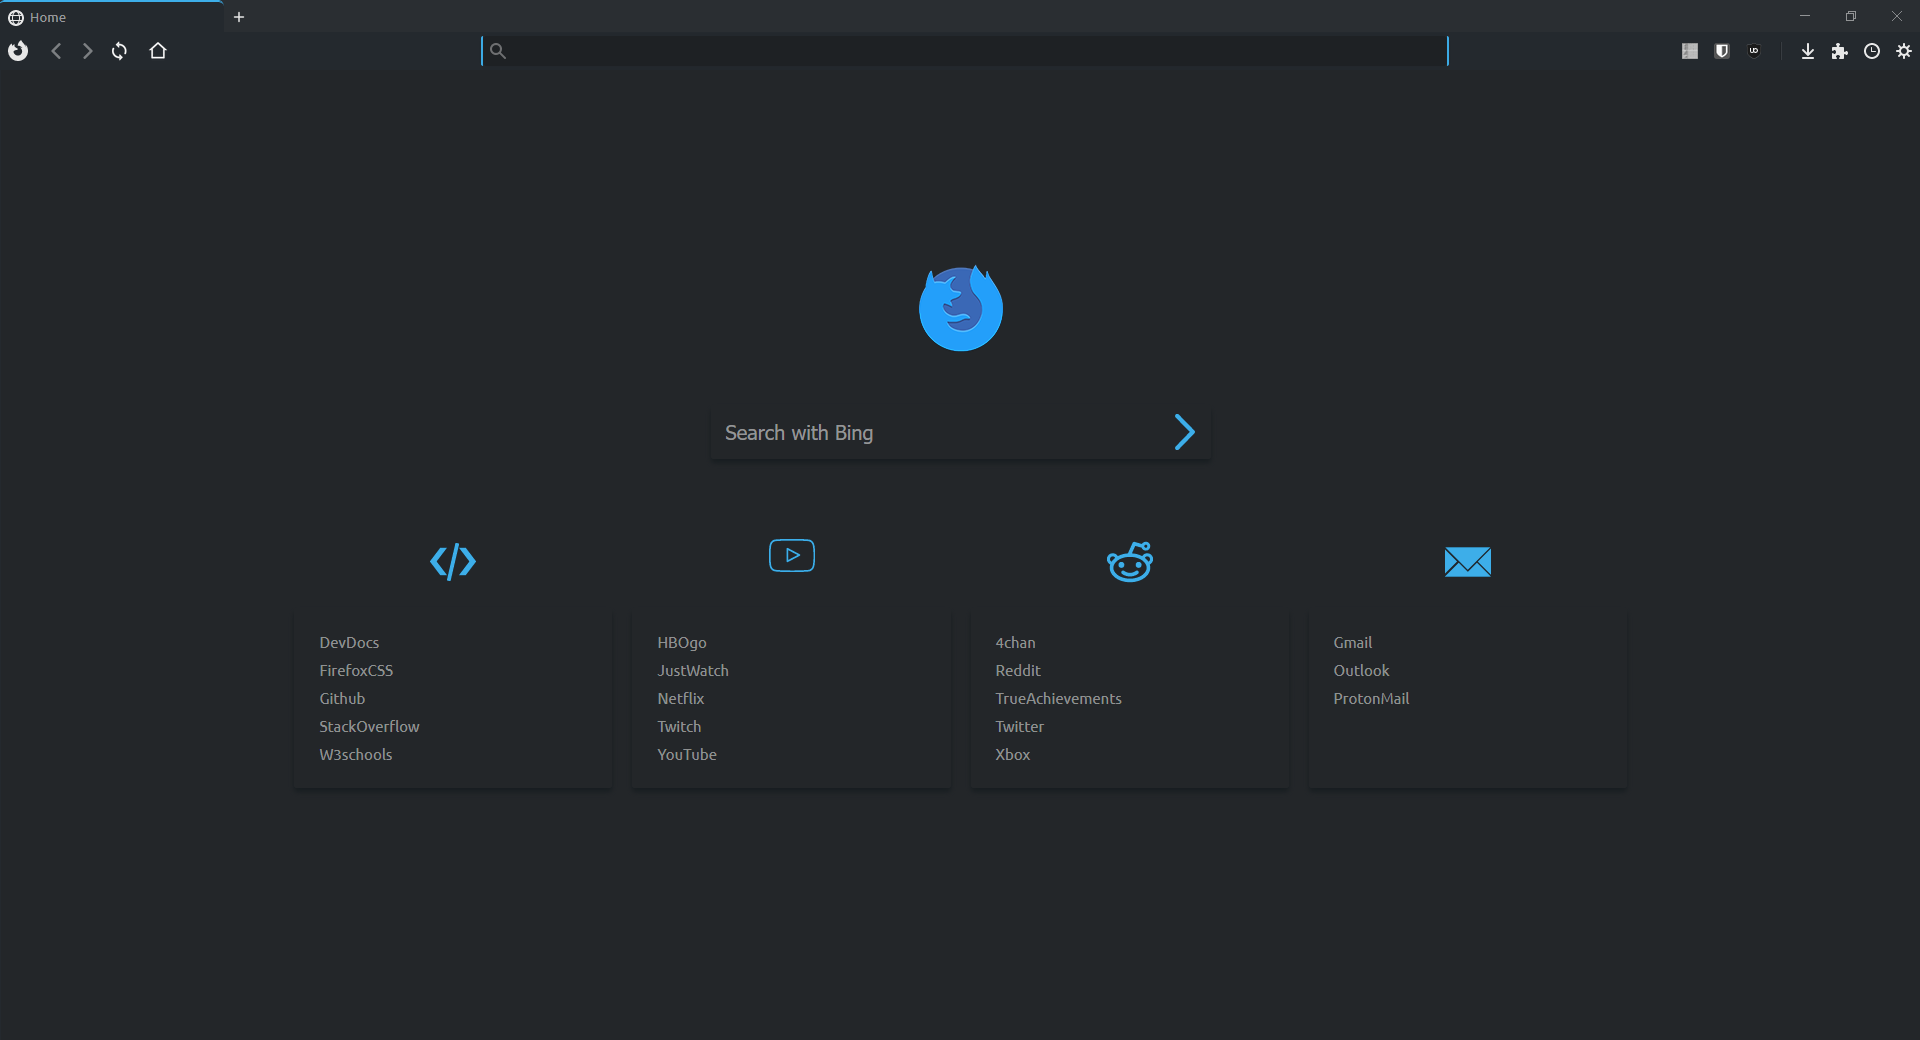 Home
Search with Bing
DevDocs
FirefoxCSS
Github
StackOverflow
W3schools
HBOgo
JustWatch
Netflix
Twitch
YouTube
4chan
Reddit
TrueAchievements
Twitter
Xbox
Gmail
Outlook
ProtonMail